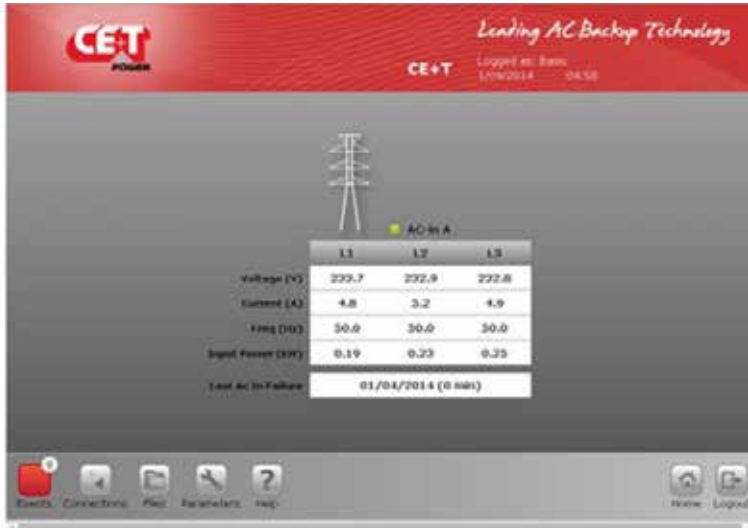 CE+T
POWER
Leading AC Backup Technology
CE+T
Logged as: Basic
1/09/2014 04:58
AC-in A
L1 L2 L3
Voltage (V) 233.7 232.9 232.8
Current (A) 4.8 3.2 4.9
Freq (Hz) 50.0 50.0 50.0
Input Power (kW) 0.19 0.23 0.25
Last Ac In Failure 01/04/2014 (0 min)
Events Connections Files Parameters Help Home Logout